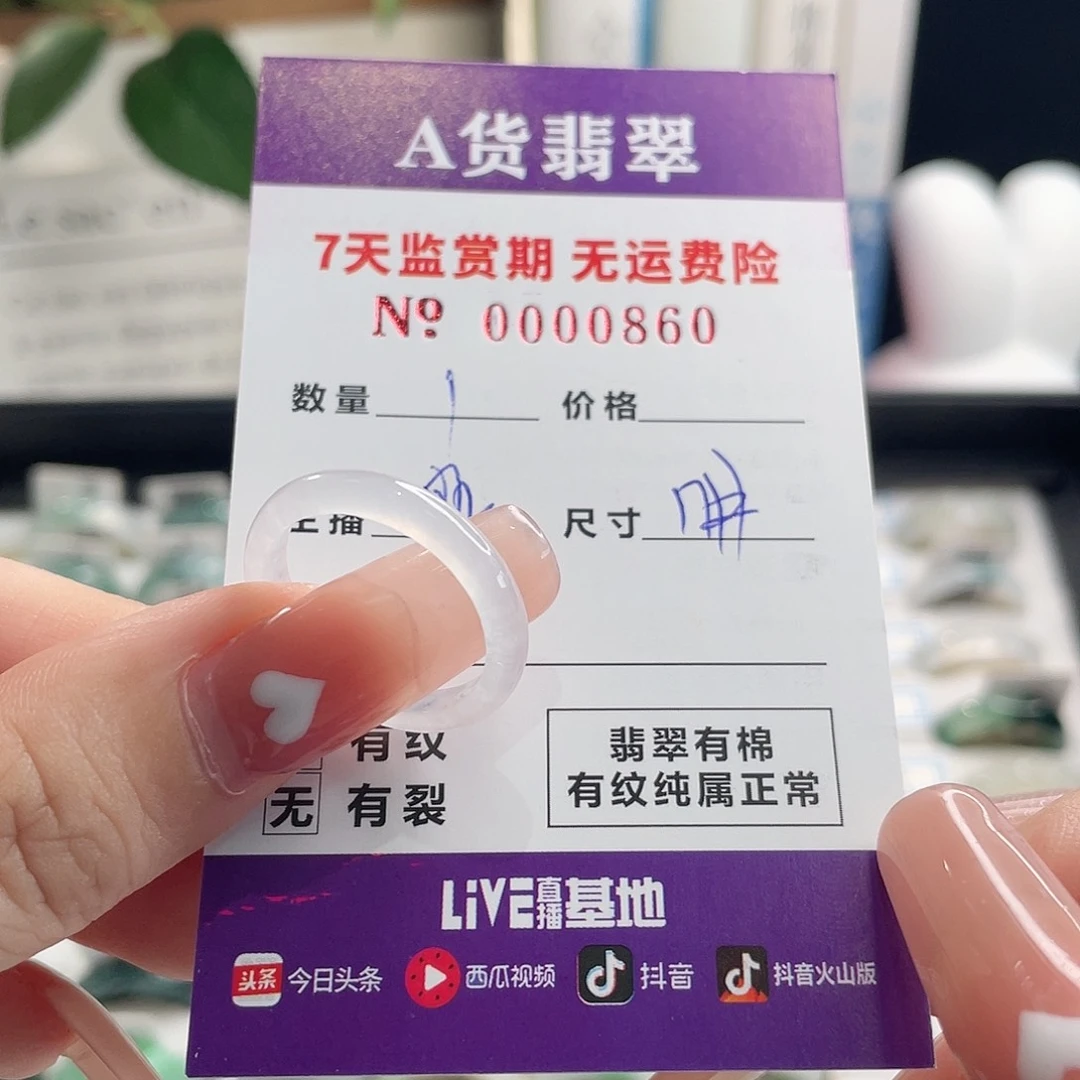 A货翡翠
7天监赏期 无运费险
Nº 0000860
数量 1 价格
主播 尺寸
有纹
无 有裂
翡翠有棉
有纹纯属正常
LiVE直播基地
头条 今日头条 西瓜视频 抖音 抖音火山版